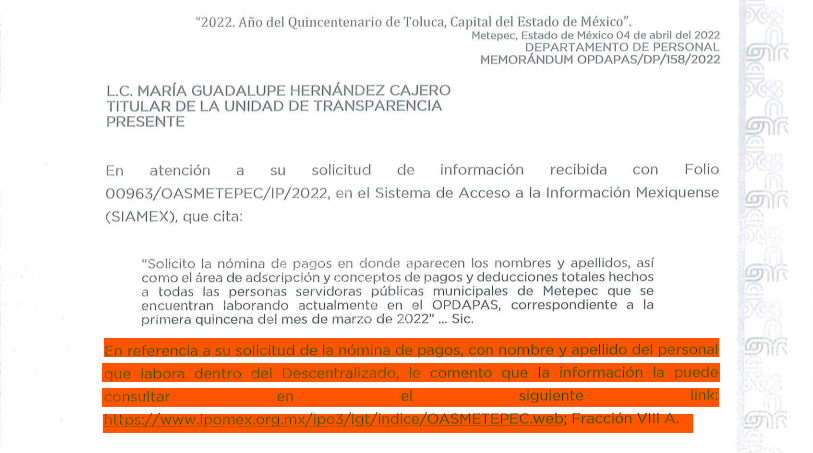 “2022. Año del Quincentenario de Toluca, Capital del Estado de México”.
Metepec, Estado de México 04 de abril del 2022
DEPARTAMENTO DE PERSONAL
MEMORÁNDUM OPDAPAS/DP/158/2022
L.C. MARÍA GUADALUPE HERNÁNDEZ CAJERO
TITULAR DE LA UNIDAD DE TRANSPARENCIA
PRESENTE
En atención a su solicitud de información recibida con Folio
00963/OASMETEPEC/IP/2022, en el Sistema de Acceso a la Información Mexiquense
(SIAMEX), que cita:
"Solicito la nómina de pagos en donde aparecen los nombres y apellidos, así
como el área de adscripción y conceptos de pagos y deducciones totales hechos
a todas las personas servidoras públicas municipales de Metepec que se
encuentran laborando actualmente en el OPDAPAS, correspondiente a la
primera quincena del mes de marzo de 2022" ... Sic.
En referencia a su solicitud de la nómina de pagos, con nombre y apellido del personal
que labora dentro del Descentralizado, le comento que la información la puede
consultar en el siguiente link:
https://www.ipomex.org.mx/ipo3/lgt/indice/OASMETEPEC.web; Fracción VIII A.